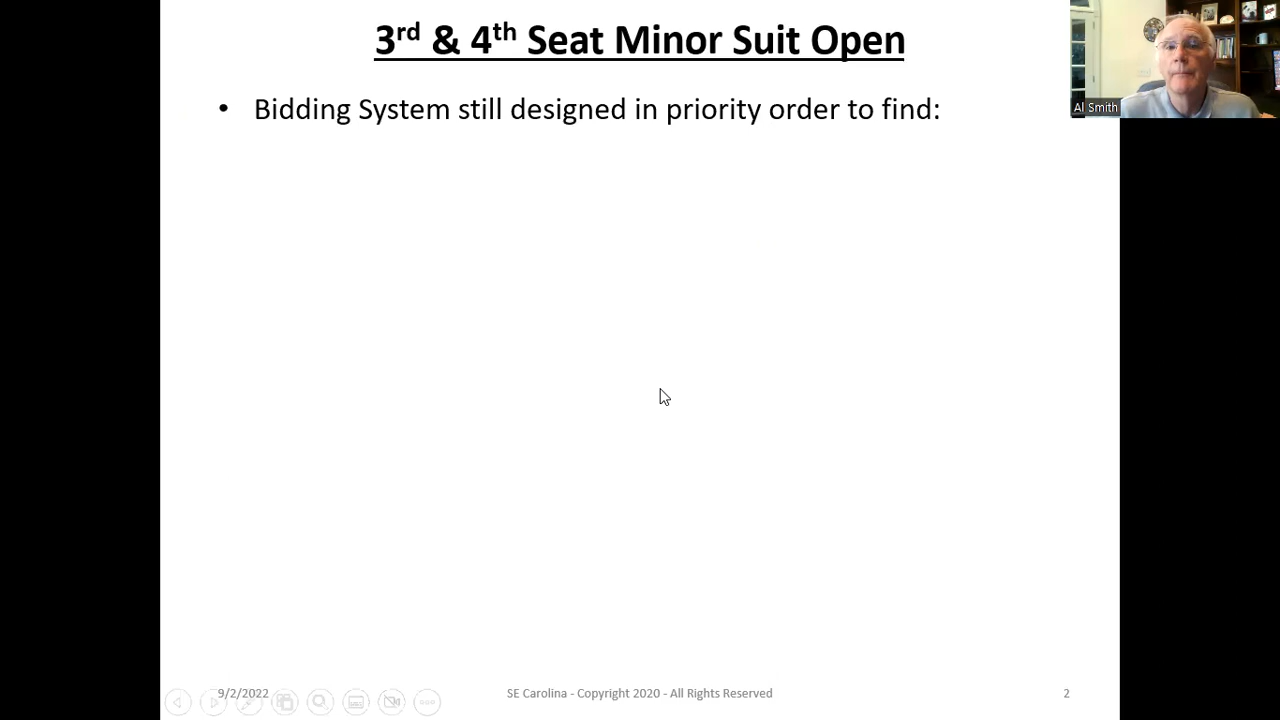 3rd & 4th Seat Minor Suit Open
• Bidding System still designed in priority order to find:
Al Smith
9/2/2022
SE Carolina - Copyright 2020 - All Rights Reserved
2